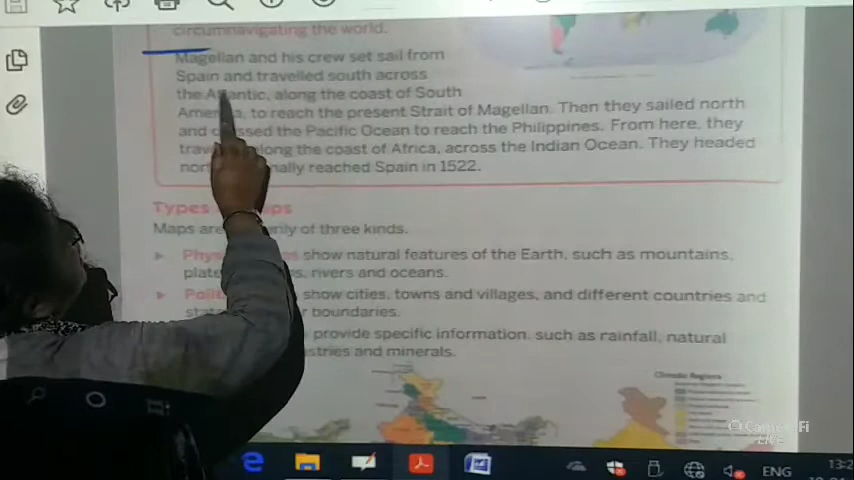 circumnavigating the world.
Magellan and his crew set sail from
Spain and travelled south across
the Atlantic, along the coast of South
to reach the present Strait of Magellan. Then they sailed north
and the Pacific Ocean to reach the Philippines. From here, they
along the coast of Africa, across the Indian Ocean. They headed
reached Spain in 1522.
Types
Maps are of three kinds.
show natural features of the Earth, such as mountains,
rivers and oceans.
show cities, towns and villages, and different countries and
boundaries.
provide specific information, such as rainfall, natural
and minerals.
Climatic Regions
LIVE
ENG